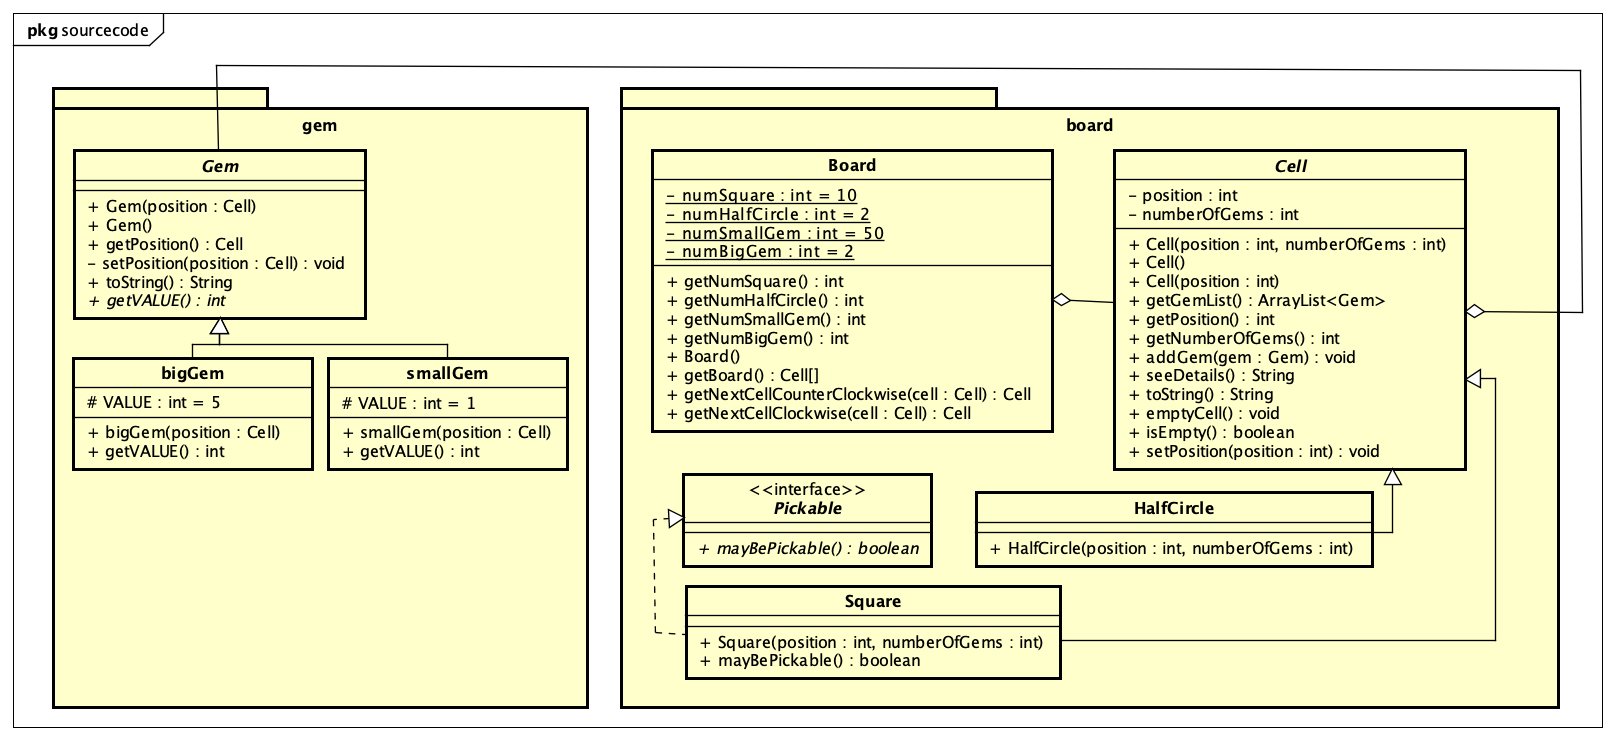 pkg sourcecode
gem
Gem
+ Gem(position : Cell)
+ Gem()
+ getPosition() : Cell
– setPosition(position : Cell) : void
+ toString() : String
+ getVALUE() : int
bigGem
# VALUE : int = 5
+ bigGem(position : Cell)
+ getVALUE() : int
smallGem
# VALUE : int = 1
+ smallGem(position : Cell)
+ getVALUE() : int
board
Board
– numSquare : int = 10
– numHalfCircle : int = 2
– numSmallGem : int = 50
– numBigGem : int = 2
+ getNumSquare() : int
+ getNumHalfCircle() : int
+ getNumSmallGem() : int
+ getNumBigGem() : int
+ Board()
+ getBoard() : Cell[]
+ getNextCellCounterClockwise(cell : Cell) : Cell
+ getNextCellClockwise(cell : Cell) : Cell
Cell
– position : int
– numberOfGems : int
+ Cell(position : int, numberOfGems : int)
+ Cell()
+ Cell(position : int)
+ getGemList() : ArrayList<Gem>
+ getPosition() : int
+ getNumberOfGems() : int
+ addGem(gem : Gem) : void
+ seeDetails() : String
+ toString() : String
+ emptyCell() : void
+ isEmpty() : boolean
+ setPosition(position : int) : void
<<interface>>
Pickable
+ mayBePickable() : boolean
HalfCircle
+ HalfCircle(position : int, numberOfGems : int)
Square
+ Square(position : int, numberOfGems : int)
+ mayBePickable() : boolean